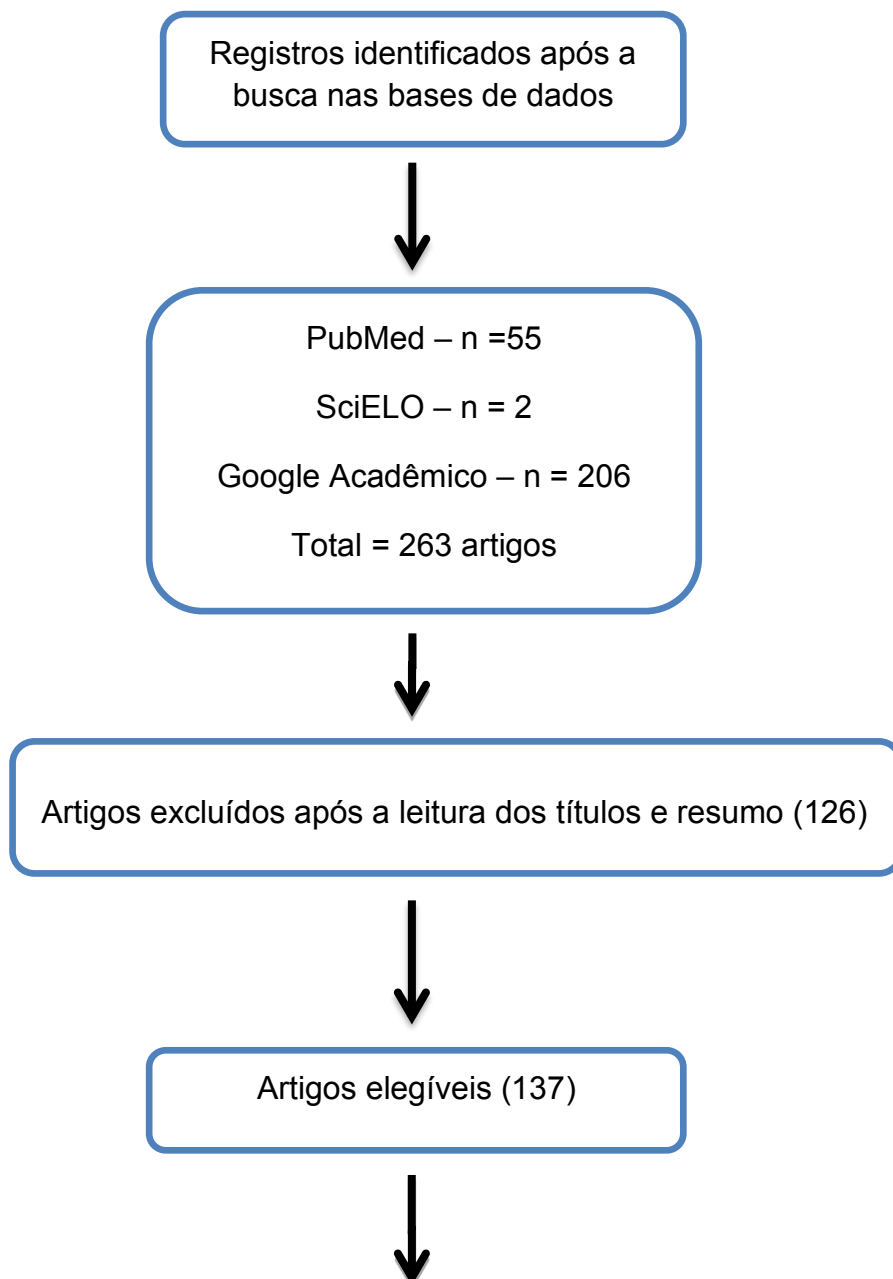 Registros identificados após a
busca nas bases de dados
PubMed – n =55
SciELO – n = 2
Google Acadêmico – n = 206
Total = 263 artigos
Artigos excluídos após a leitura dos títulos e resumo (126)
Artigos elegíveis (137)